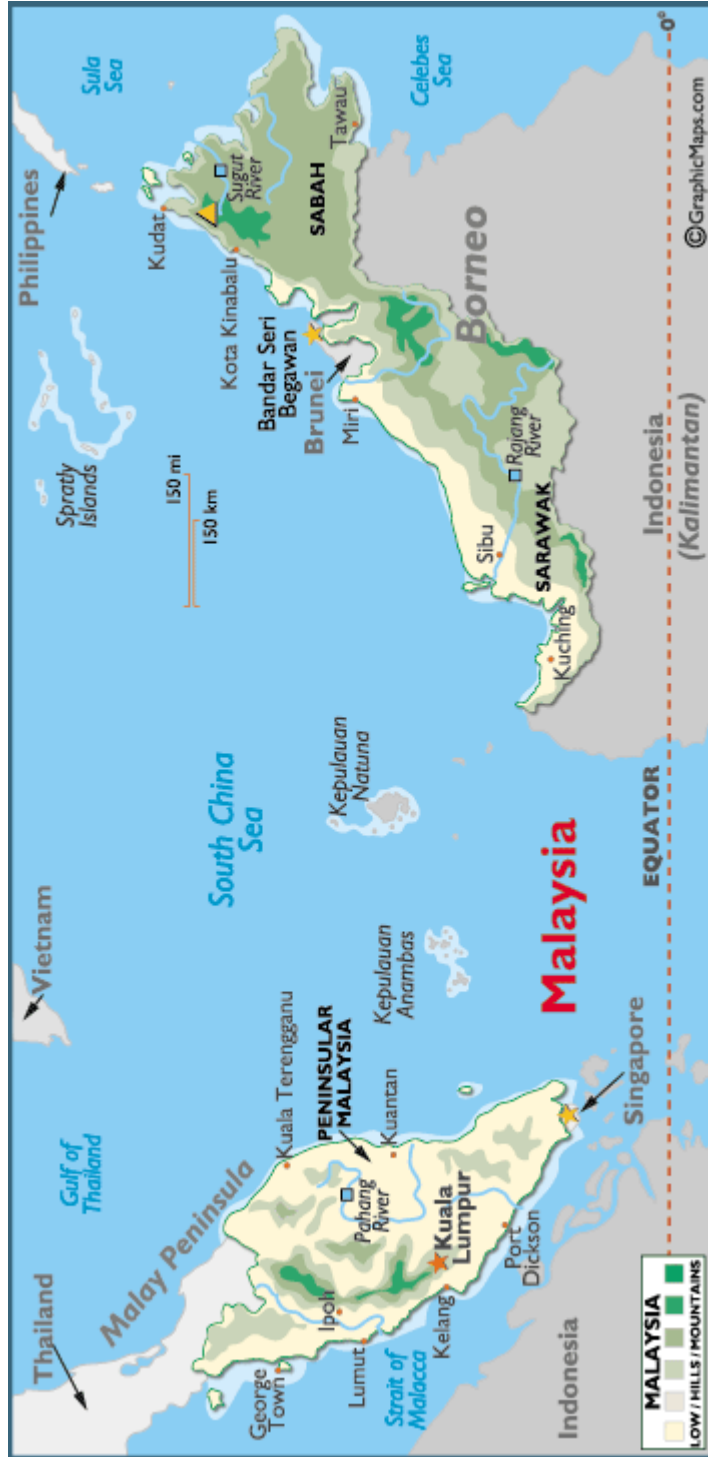 Thailand
Malay Peninsula
Gulf of
Thailand
Vietnam
South China
Sea
Spratly
Islands
150 mi
150 km
Philippines
Sula
Sea
Kudat
Kota Kinabalu
Sugut
River
Bandar Seri
Begawan
Brunei
SABAH
Tawau
Celebes
Sea
George
Town
Ipoh
Lumut
Kuala Terengganu
PENINSULAR
MALAYSIA
Pahang
River
Kuantan
Kepulauan
Anambas
Kepulauan
Natuna
Miri
Borneo
Strait of
Malacca
Kelang
Kuala
Lumpur
Port
Dickson
Sibu
Rajang
River
SARAWAK
Kuching
Malaysia
Indonesia
Singapore
EQUATOR
0°
Indonesia
(Kalimantan)
MALAYSIA
LOW / HILLS / MOUNTAINS
©GraphicMaps.com